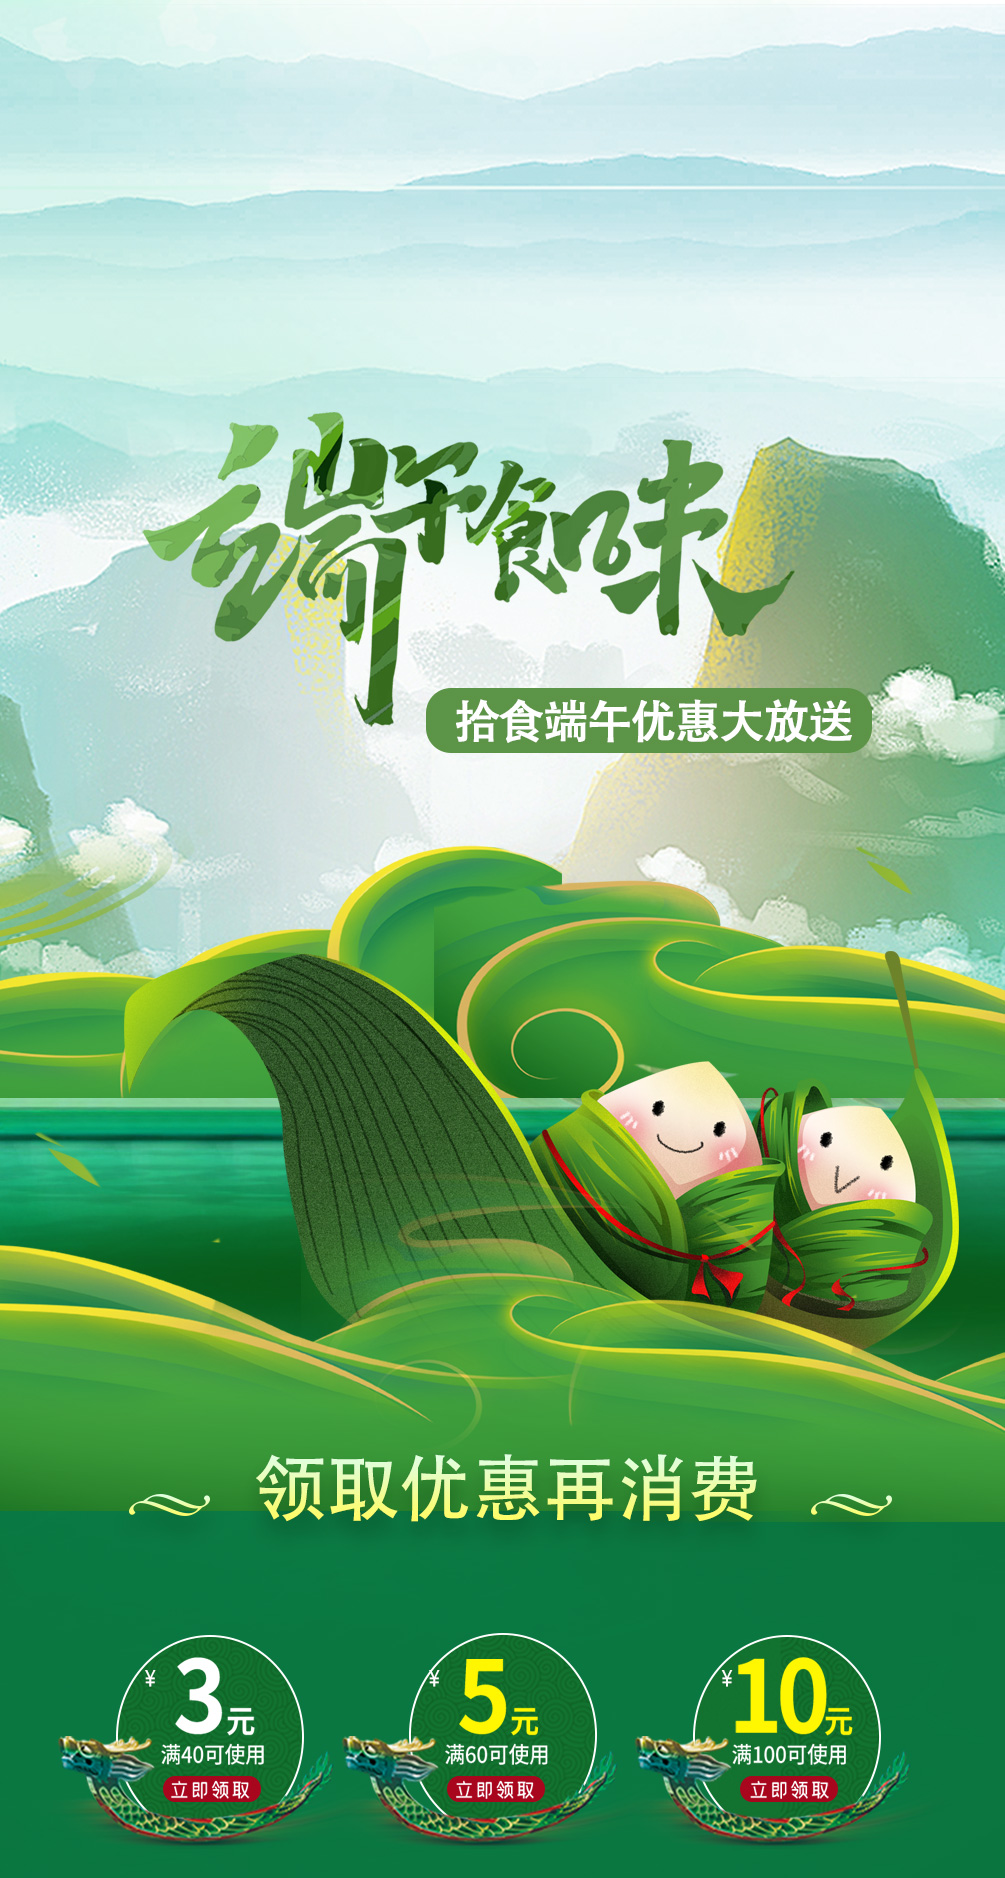 端午食味
拾食端午优惠大放送
领取优惠再消费
¥3元
满40可使用
立即领取
¥5元
满60可使用
立即领取
¥10元
满100可使用
立即领取